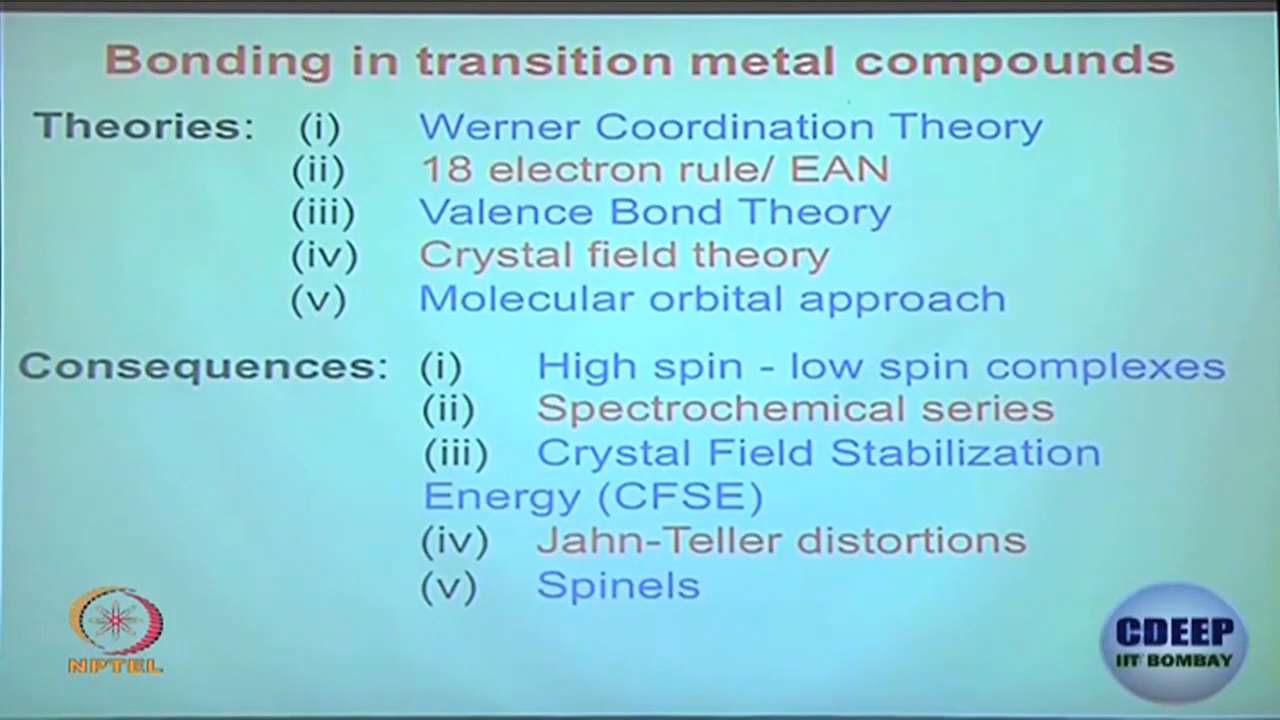 Bonding in transition metal compounds
Theories: (i) Werner Coordination Theory
(ii) 18 electron rule/ EAN
(iii) Valence Bond Theory
(iv) Crystal field theory
(v) Molecular orbital approach
Consequences: (i) High spin - low spin complexes
(ii) Spectrochemical series
(iii) Crystal Field Stabilization
Energy (CFSE)
(iv) Jahn-Teller distortions
(v) Spinels
NPTEL
CDEEP
IIT BOMBAY